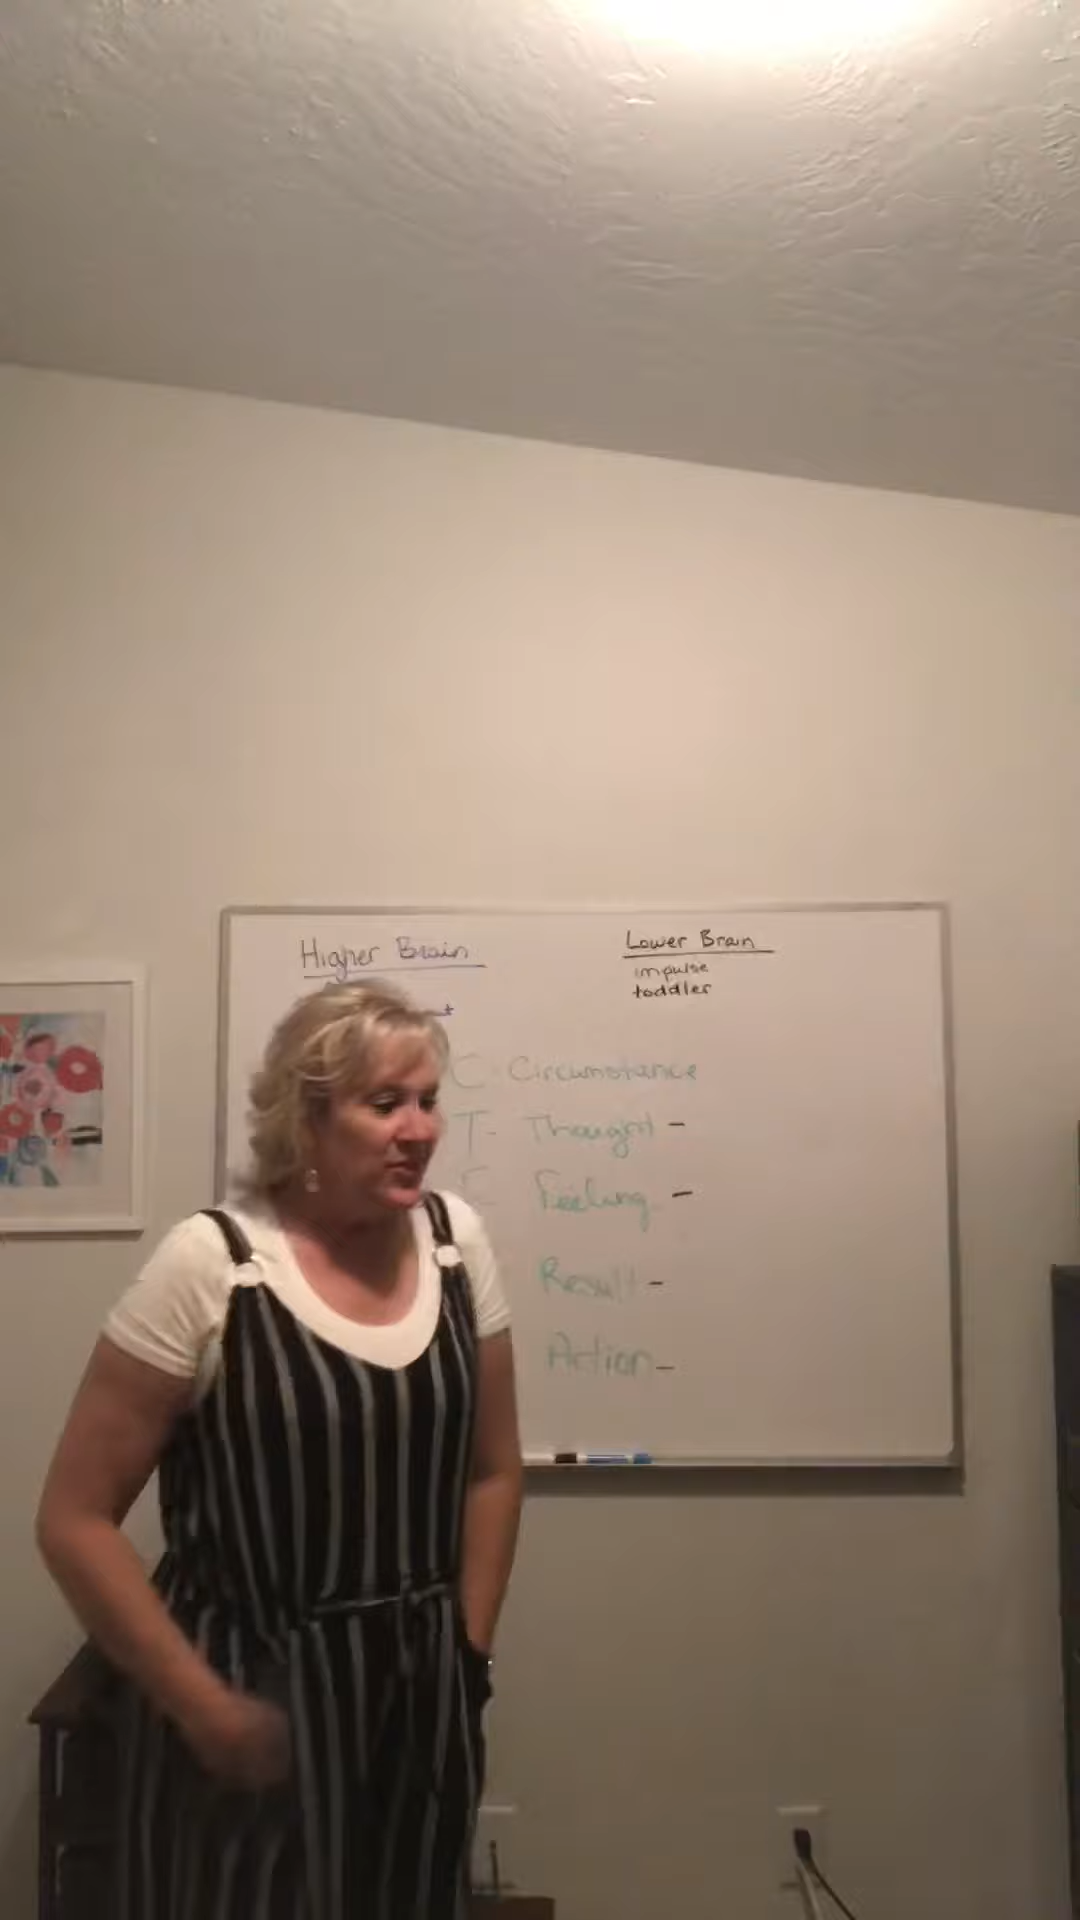 Higher Brain
Lower Brain
impulse
toddler
C- Circumstance
T- Thought -
F Feeling -
Result -
Action -